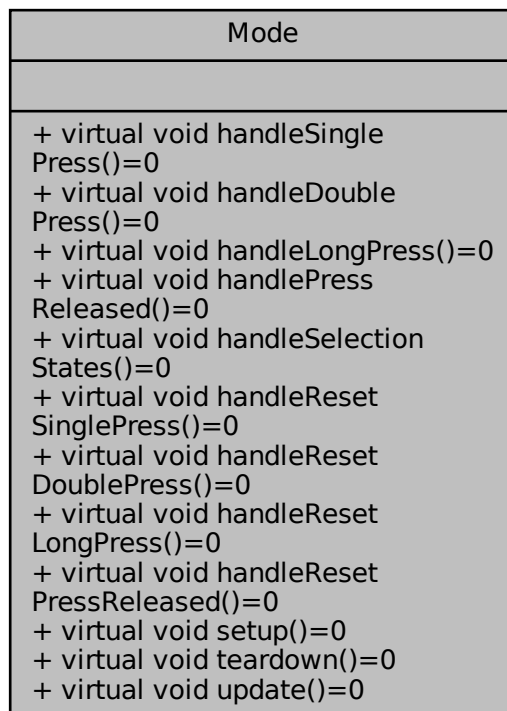 Mode
+ virtual void handleSingle
Press()=0
+ virtual void handleDouble
Press()=0
+ virtual void handleLongPress()=0
+ virtual void handlePress
Released()=0
+ virtual void handleSelection
States()=0
+ virtual void handleReset
SinglePress()=0
+ virtual void handleReset
DoublePress()=0
+ virtual void handleReset
LongPress()=0
+ virtual void handleReset
PressReleased()=0
+ virtual void setup()=0
+ virtual void teardown()=0
+ virtual void update()=0